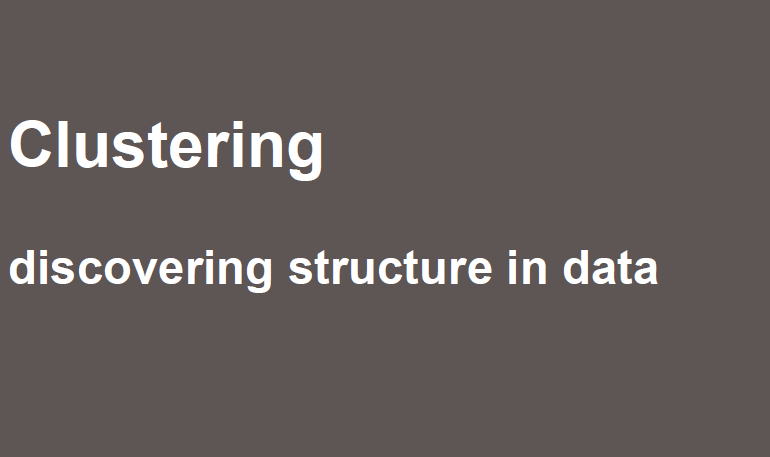 Clustering
discovering structure in data